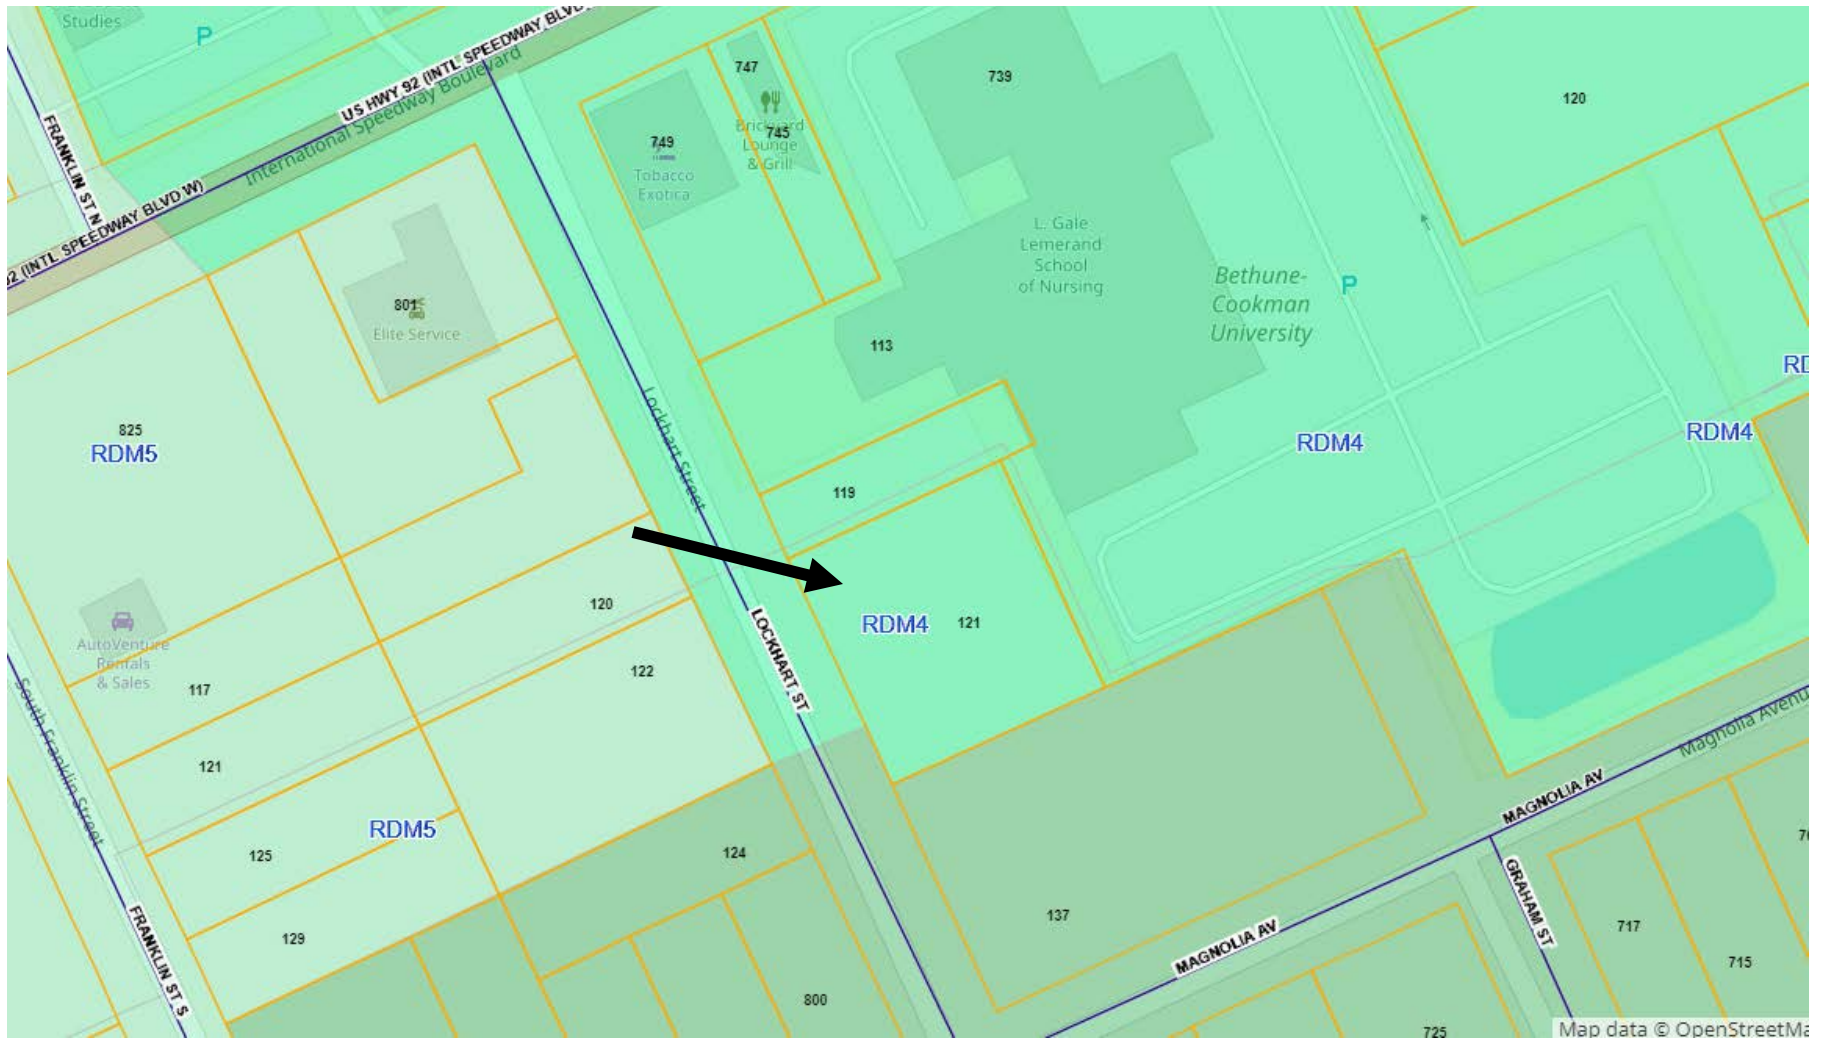 Studies
P
US HWY 92 (INTL SPEEDWAY BLVD
International Speedway Boulevard
FRANKLIN ST N
92 (INTL SPEEDWAY BLVD W)
747
745
Brickyard
Lounge
& Grill
749
Tobacco
Exotica
739
120
L. Gale
Lemerand
School
of Nursing
Bethune-
Cookman
University
P
801
Elite Service
113
Lockhart Street
825
RDM5
RDM4
RDM4
RD
119
120
121
RDM4
LOCKHART ST
122
AutoVenture
Rentals
& Sales
117
121
South Franklin Street
125
RDM5
124
129
FRANKLIN ST S
800
137
MAGNOLIA AV
MAGNOLIA AV
Magnolia Avenu
GRAHAM ST
717
715
725
Map data © OpenStreetMa